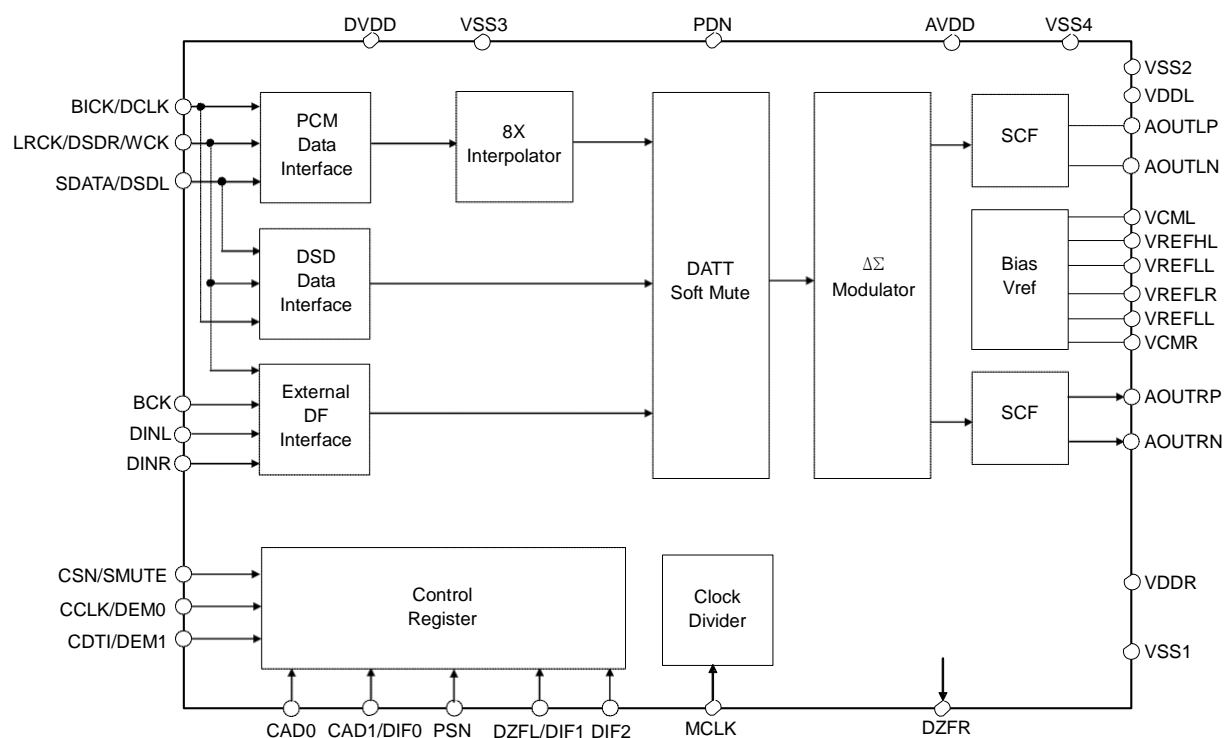 DVDD
VSS3
PDN
AVDD
VSS4
BICK/DCLK
LRCK/DSDR/WCK
SDATA/DSDL
PCM
Data
Interface
8X
Interpolator
DSD
Data
Interface
External
DF
Interface
BCK
DINL
DINR
DATT
Soft Mute
ΔΣ
Modulator
SCF
Bias
Vref
SCF
VSS2
VDDL
AOUTLP
AOUTLN
VCML
VREFHL
VREFLL
VREFLR
VREFLL
VCMR
AOUTRP
AOUTRN
CSN/SMUTE
CCLK/DEM0
CDTI/DEM1
Control
Register
Clock
Divider
VDDR
VSS1
CAD0
CAD1/DIF0
PSN
DZFL/DIF1
DIF2
MCLK
DZFR